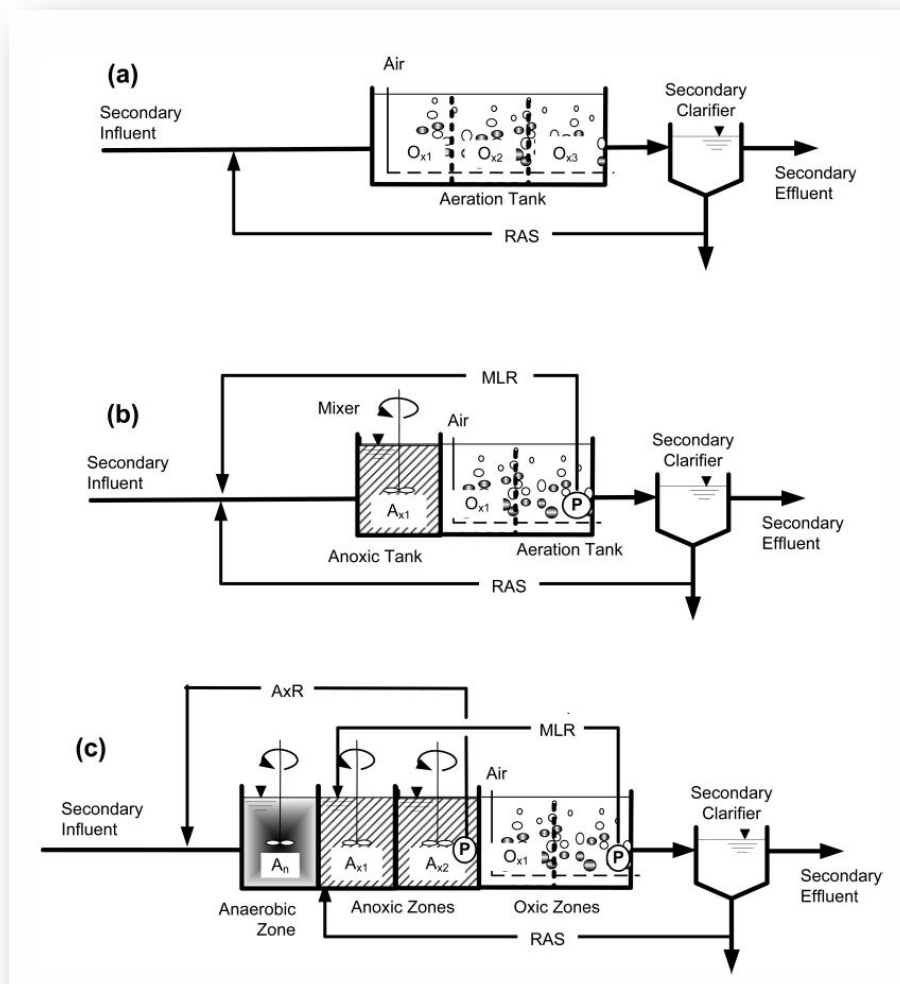 (a)
Air
Secondary
Influent
Secondary
Clarifier
Ox1
Ox2
Ox3
Aeration Tank
Secondary
Effluent
RAS
(b)
MLR
Mixer
Air
Secondary
Influent
Secondary
Clarifier
Ax1
Ox1
P
Anoxic Tank
Aeration Tank
Secondary
Effluent
RAS
(c)
AxR
MLR
Air
Secondary
Influent
Secondary
Clarifier
An
Ax1
Ax2
P
Ox1
P
Anaerobic
Zone
Anoxic Zones
Oxic Zones
Secondary
Effluent
RAS